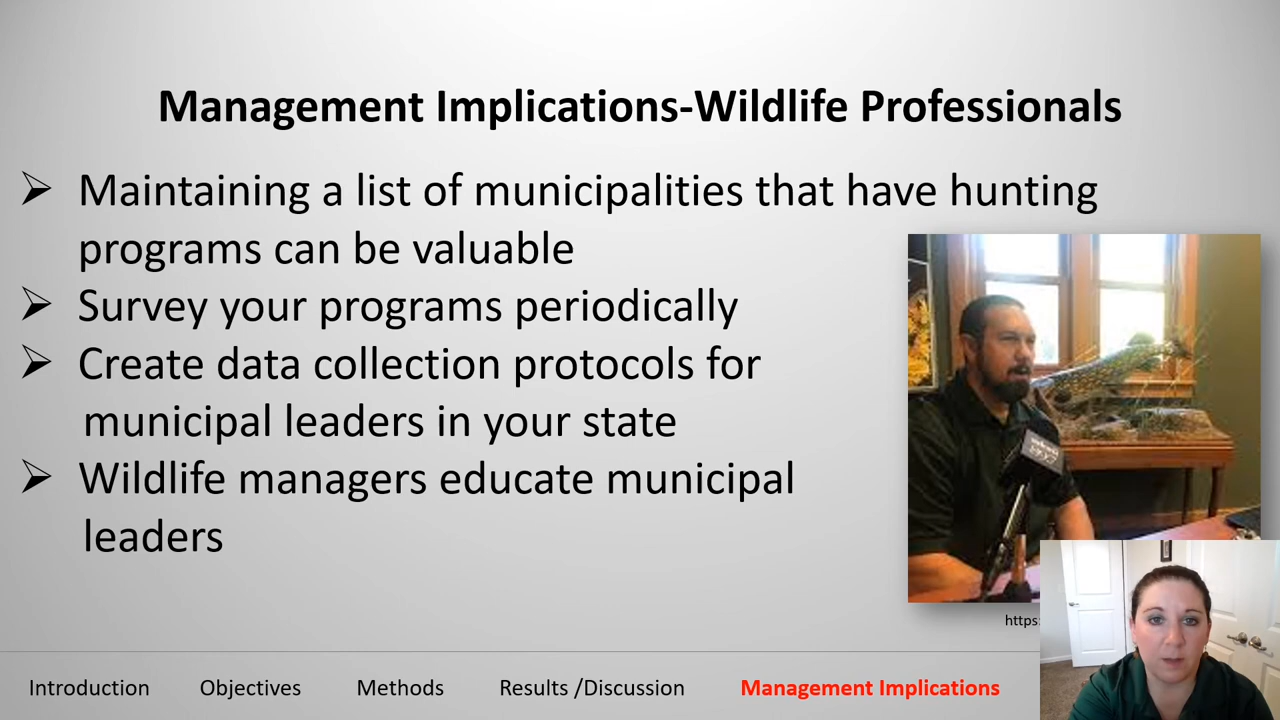 Management Implications-Wildlife Professionals
➢ Maintaining a list of municipalities that have hunting
programs can be valuable
➢ Survey your programs periodically
➢ Create data collection protocols for
municipal leaders in your state
➢ Wildlife managers educate municipal
leaders
https:
Introduction Objectives Methods Results /Discussion Management Implications